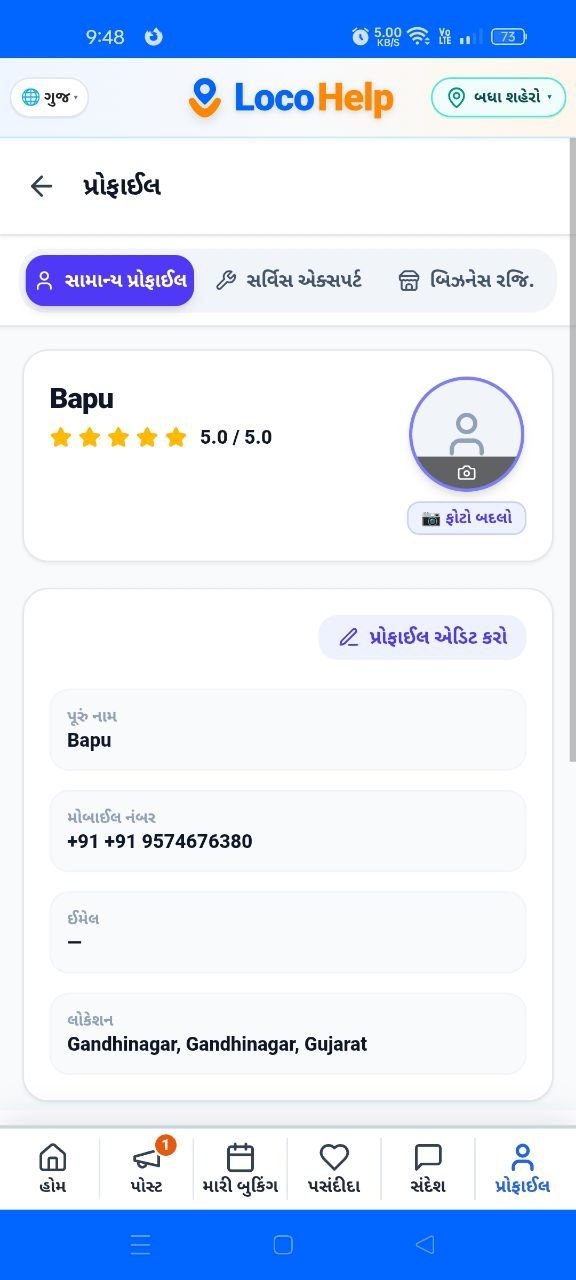 9:48
5.00 KB/S
Vo LTE
73
ગુજ
LocoHelp
બધા શહેરો
પ્રોફાઈલ
સામાન્ય પ્રોફાઈલ
સર્વિસ એક્સપર્ટ
બિઝનેસ રજિ.
Bapu
5.0 / 5.0
ફોટો બદલો
પ્રોફાઈલ એડિટ કરો
પૂરું નામ
Bapu
મોબાઈલ નંબર
+91 +91 9574676380
ઈમેલ
—
લોકેશન
Gandhinagar, Gandhinagar, Gujarat
1
હોમ
પોસ્ટ
મારી બુકિંગ
પસંદીદા
સંદેશ
પ્રોફાઈલ